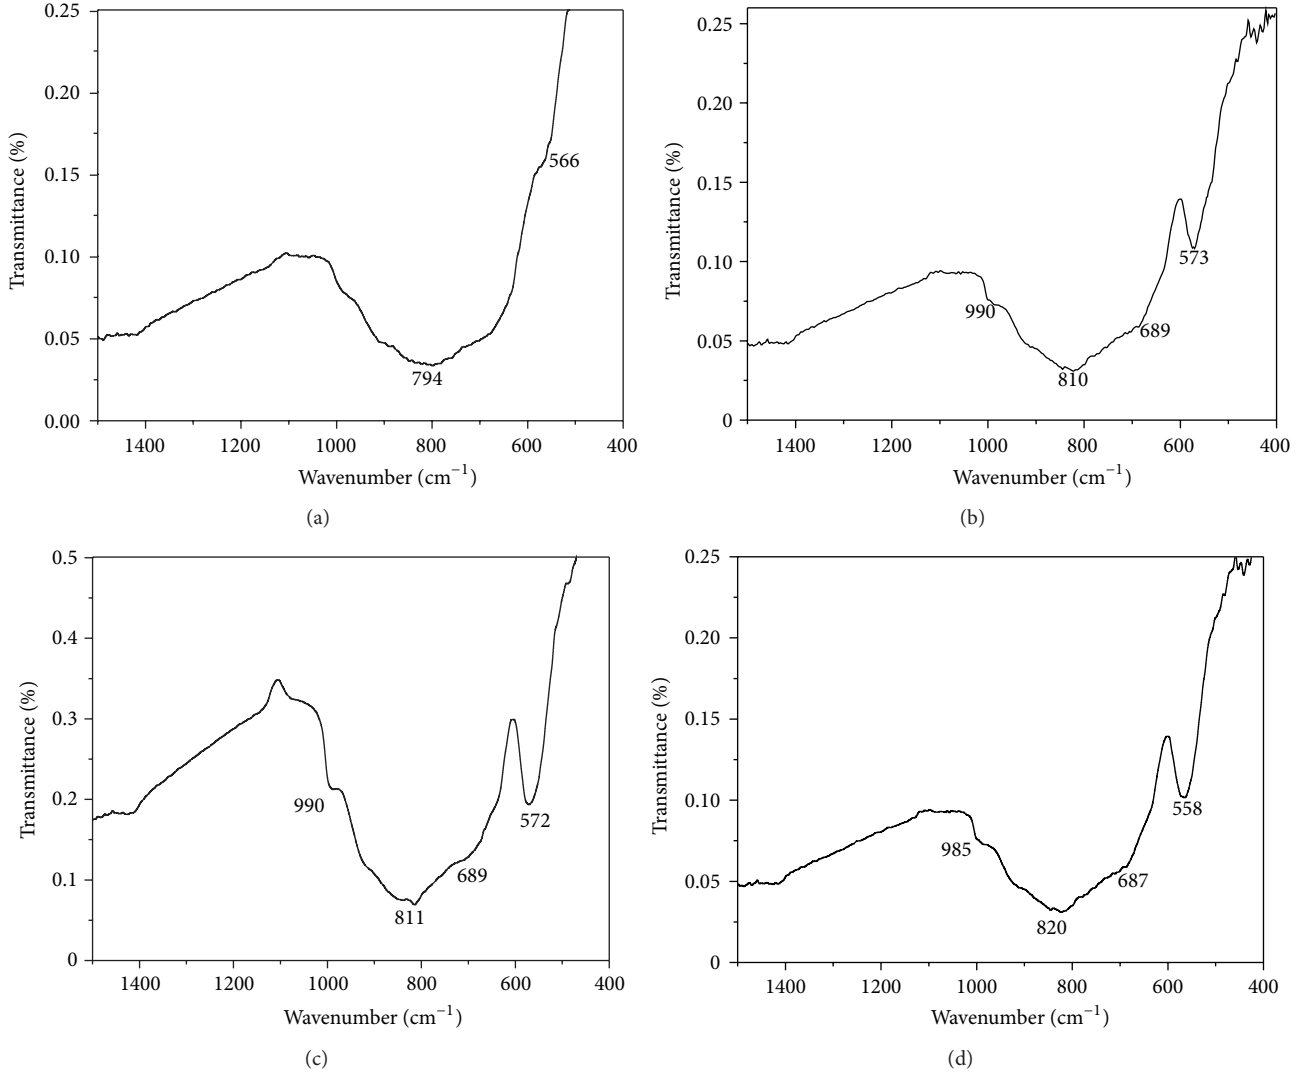 0.25
0.20
0.15
0.10
0.05
0.00
Transmittance (%)
566
794
1400 1200 1000 800 600 400
Wavenumber (cm−1)
(a)
0.25
0.20
0.15
0.10
0.05
0
Transmittance (%)
573
990
689
810
1400 1200 1000 800 600 400
Wavenumber (cm−1)
(b)
0.5
0.4
0.3
0.2
0.1
0
Transmittance (%)
990
572
689
811
1400 1200 1000 800 600 400
Wavenumber (cm−1)
(c)
0.25
0.20
0.15
0.10
0.05
0
Transmittance (%)
558
985
687
820
1400 1200 1000 800 600 400
Wavenumber (cm−1)
(d)